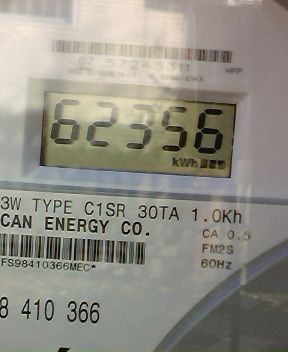 62356
kWh
3W TYPE C1SR 30TA 1.0Kh
CAN ENERGY CO.
CA 0.5
FM2S
60Hz
FS98410366MEC*
8 410 366